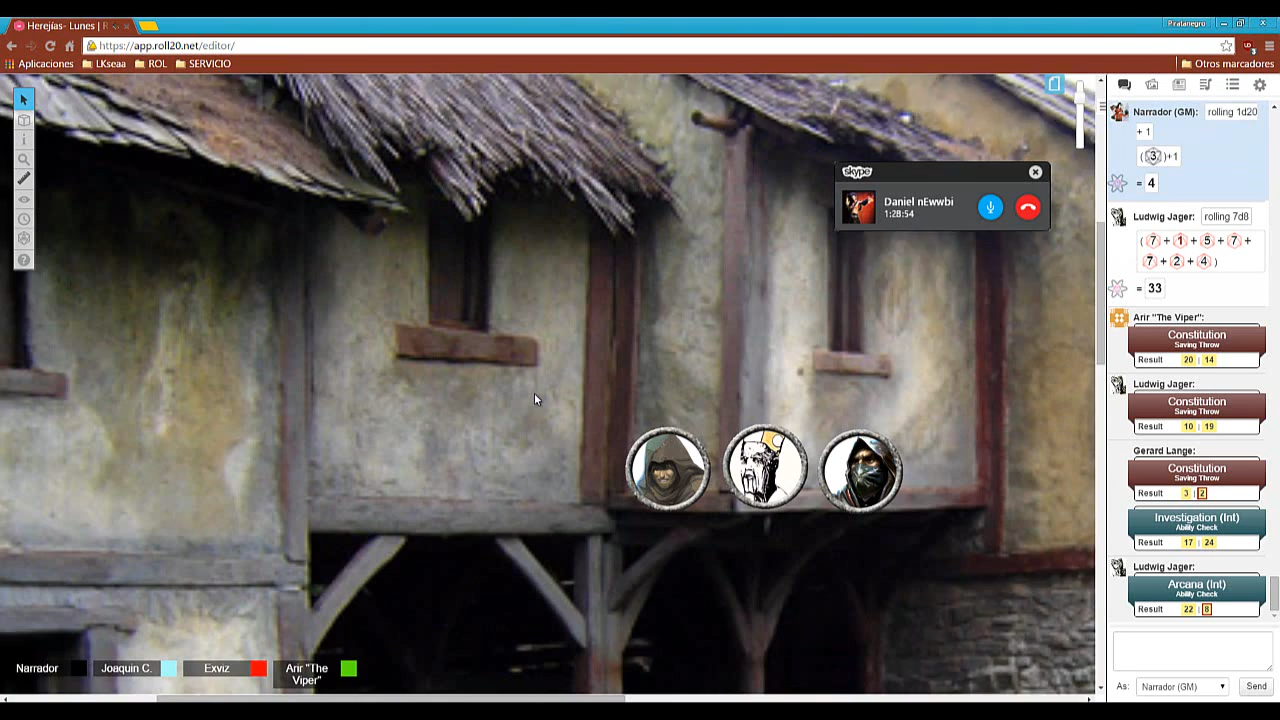 Herejías- Lunes | R
Piratanegro
https://app.roll20.net/editor/
Aplicaciones LKseaa ROL SERVICIO Otros marcadores
Narrador (GM): rolling 1d20
+ 1
(3)+1
= 4
skype
Daniel nEwwbi
1:28:54
Ludwig Jager: rolling 7d8
(7+1+5+7+
7+2+4)
= 33
Arir "The Viper":
Constitution
Saving Throw
Result 20 | 14
Ludwig Jager:
Constitution
Saving Throw
Result 10 | 19
Gerard Lange:
Constitution
Saving Throw
Result 3 | 2
Investigation (Int)
Ability Check
Result 17 | 24
Ludwig Jager:
Arcana (Int)
Ability Check
Result 22 | 8
Narrador Joaquin C. Exviz Arir "The
Viper"
As: Narrador (GM) Send